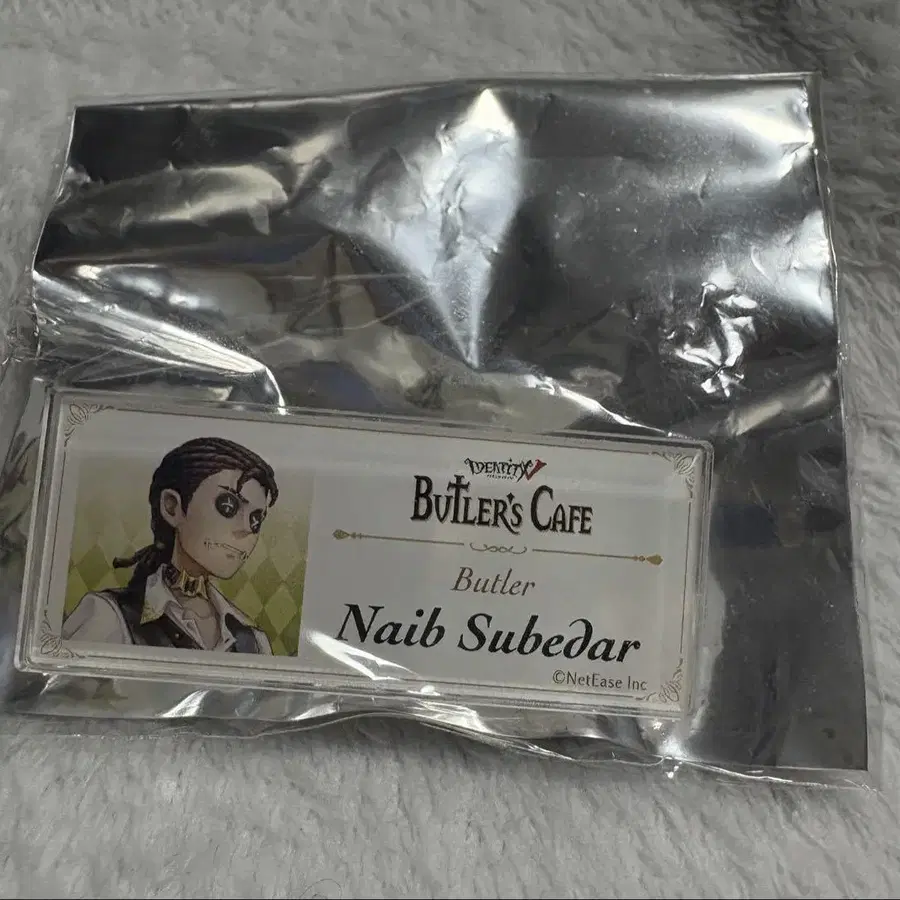 IDENTITY V
BUTLER'S CAFE
Butler
Naib Subedar
©NetEase Inc